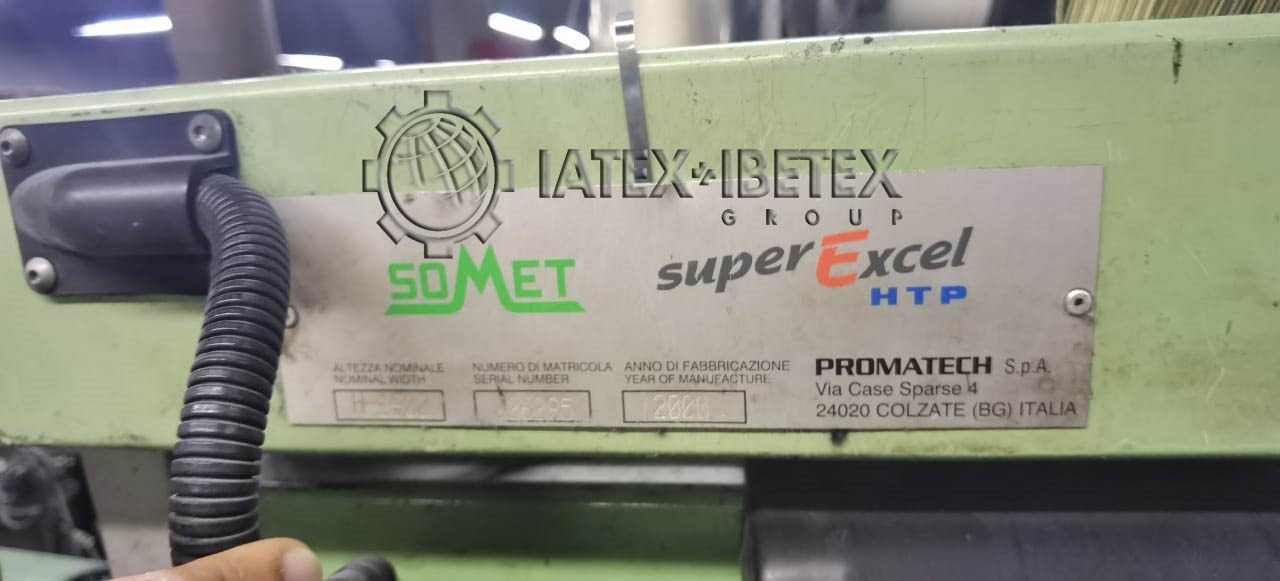 IATEX+IBETEX
GROUP
SOMET
superExcel
HTP
ALTEZZA NOMINALE
NOMINAL WIDTH
NUMERO DI MATRICOLA
SERIAL NUMBER
ANNO DI FABBRICAZIONE
YEAR OF MANUFACTURE
2000
PROMATECH S.p.A.
Via Case Sparse 4
24020 COLZATE (BG) ITALIA